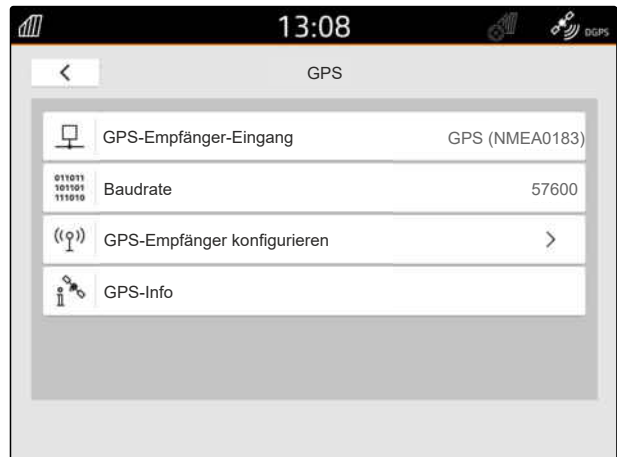 13:08
DGPS
GPS
GPS-Empfänger-Eingang GPS (NMEA0183)
011011
101101
111010
Baudrate 57600
GPS-Empfänger konfigurieren
GPS-Info